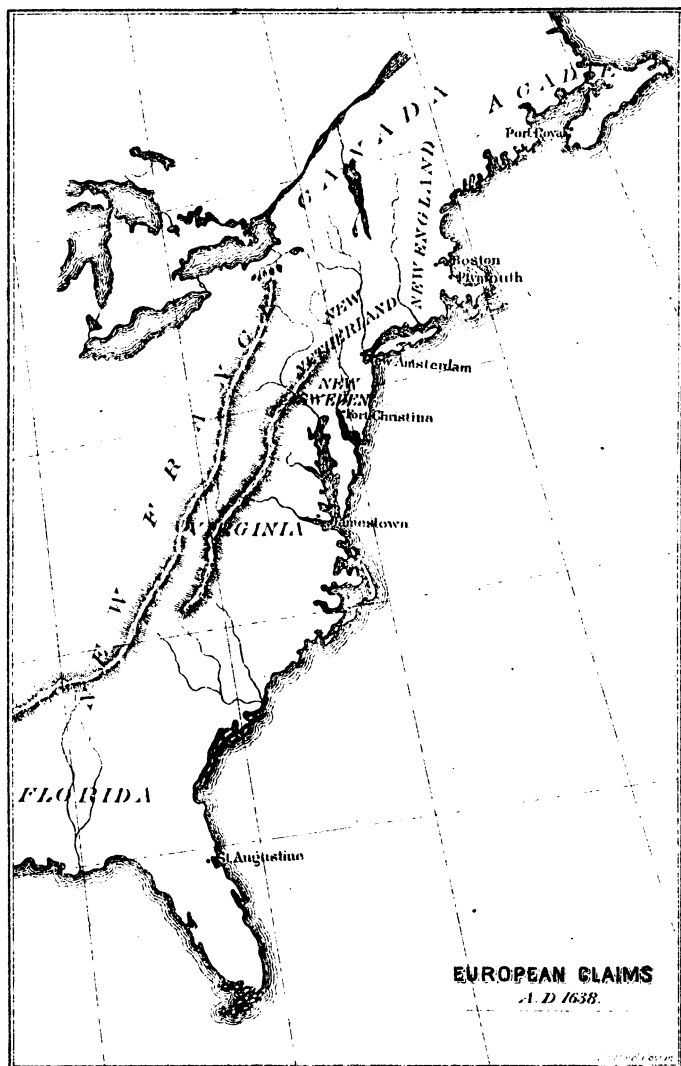 ACADIE
Port Royal
CANADA
NEW ENGLAND
Boston
Plymouth
NEW
NETHERLAND
New Amsterdam
NEW
SWEDEN
Fort Christina
NEW FRANCE
Jamestown
VIRGINIA
FLORIDA
St. Augustine
EUROPEAN CLAIMS
A. D 1638.